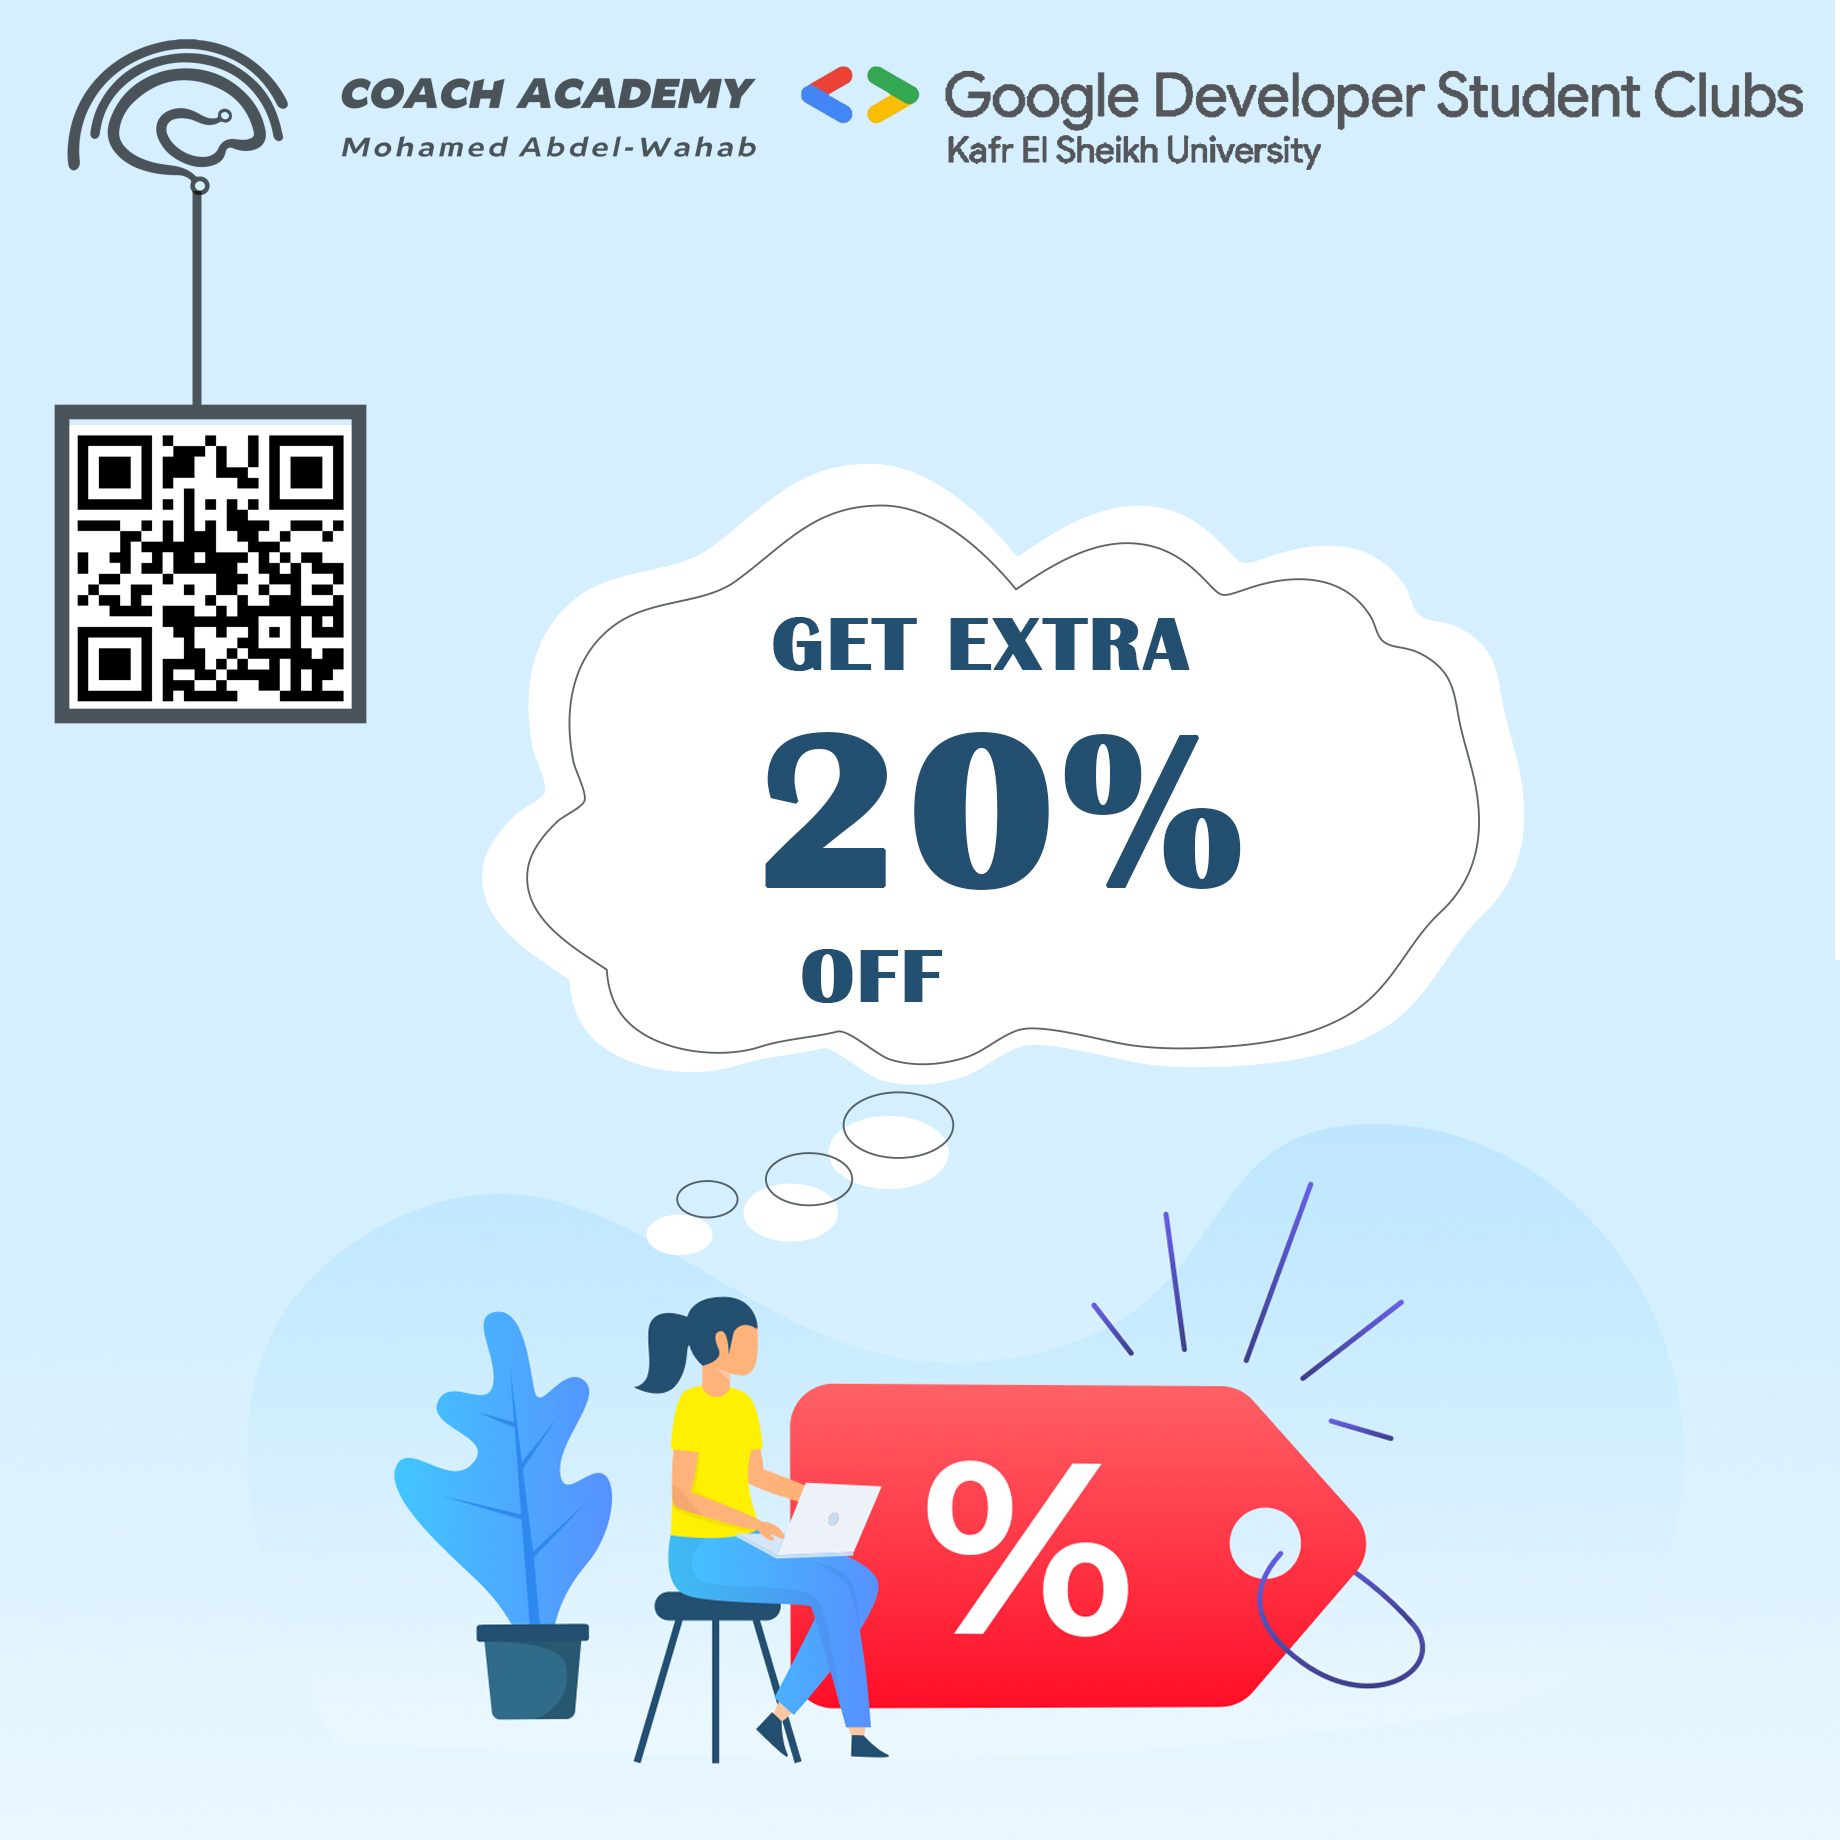 COACH ACADEMY
Mohamed Abdel-Wahab
Google Developer Student Clubs
Kafr El Sheikh University
GET EXTRA
20%
OFF
%